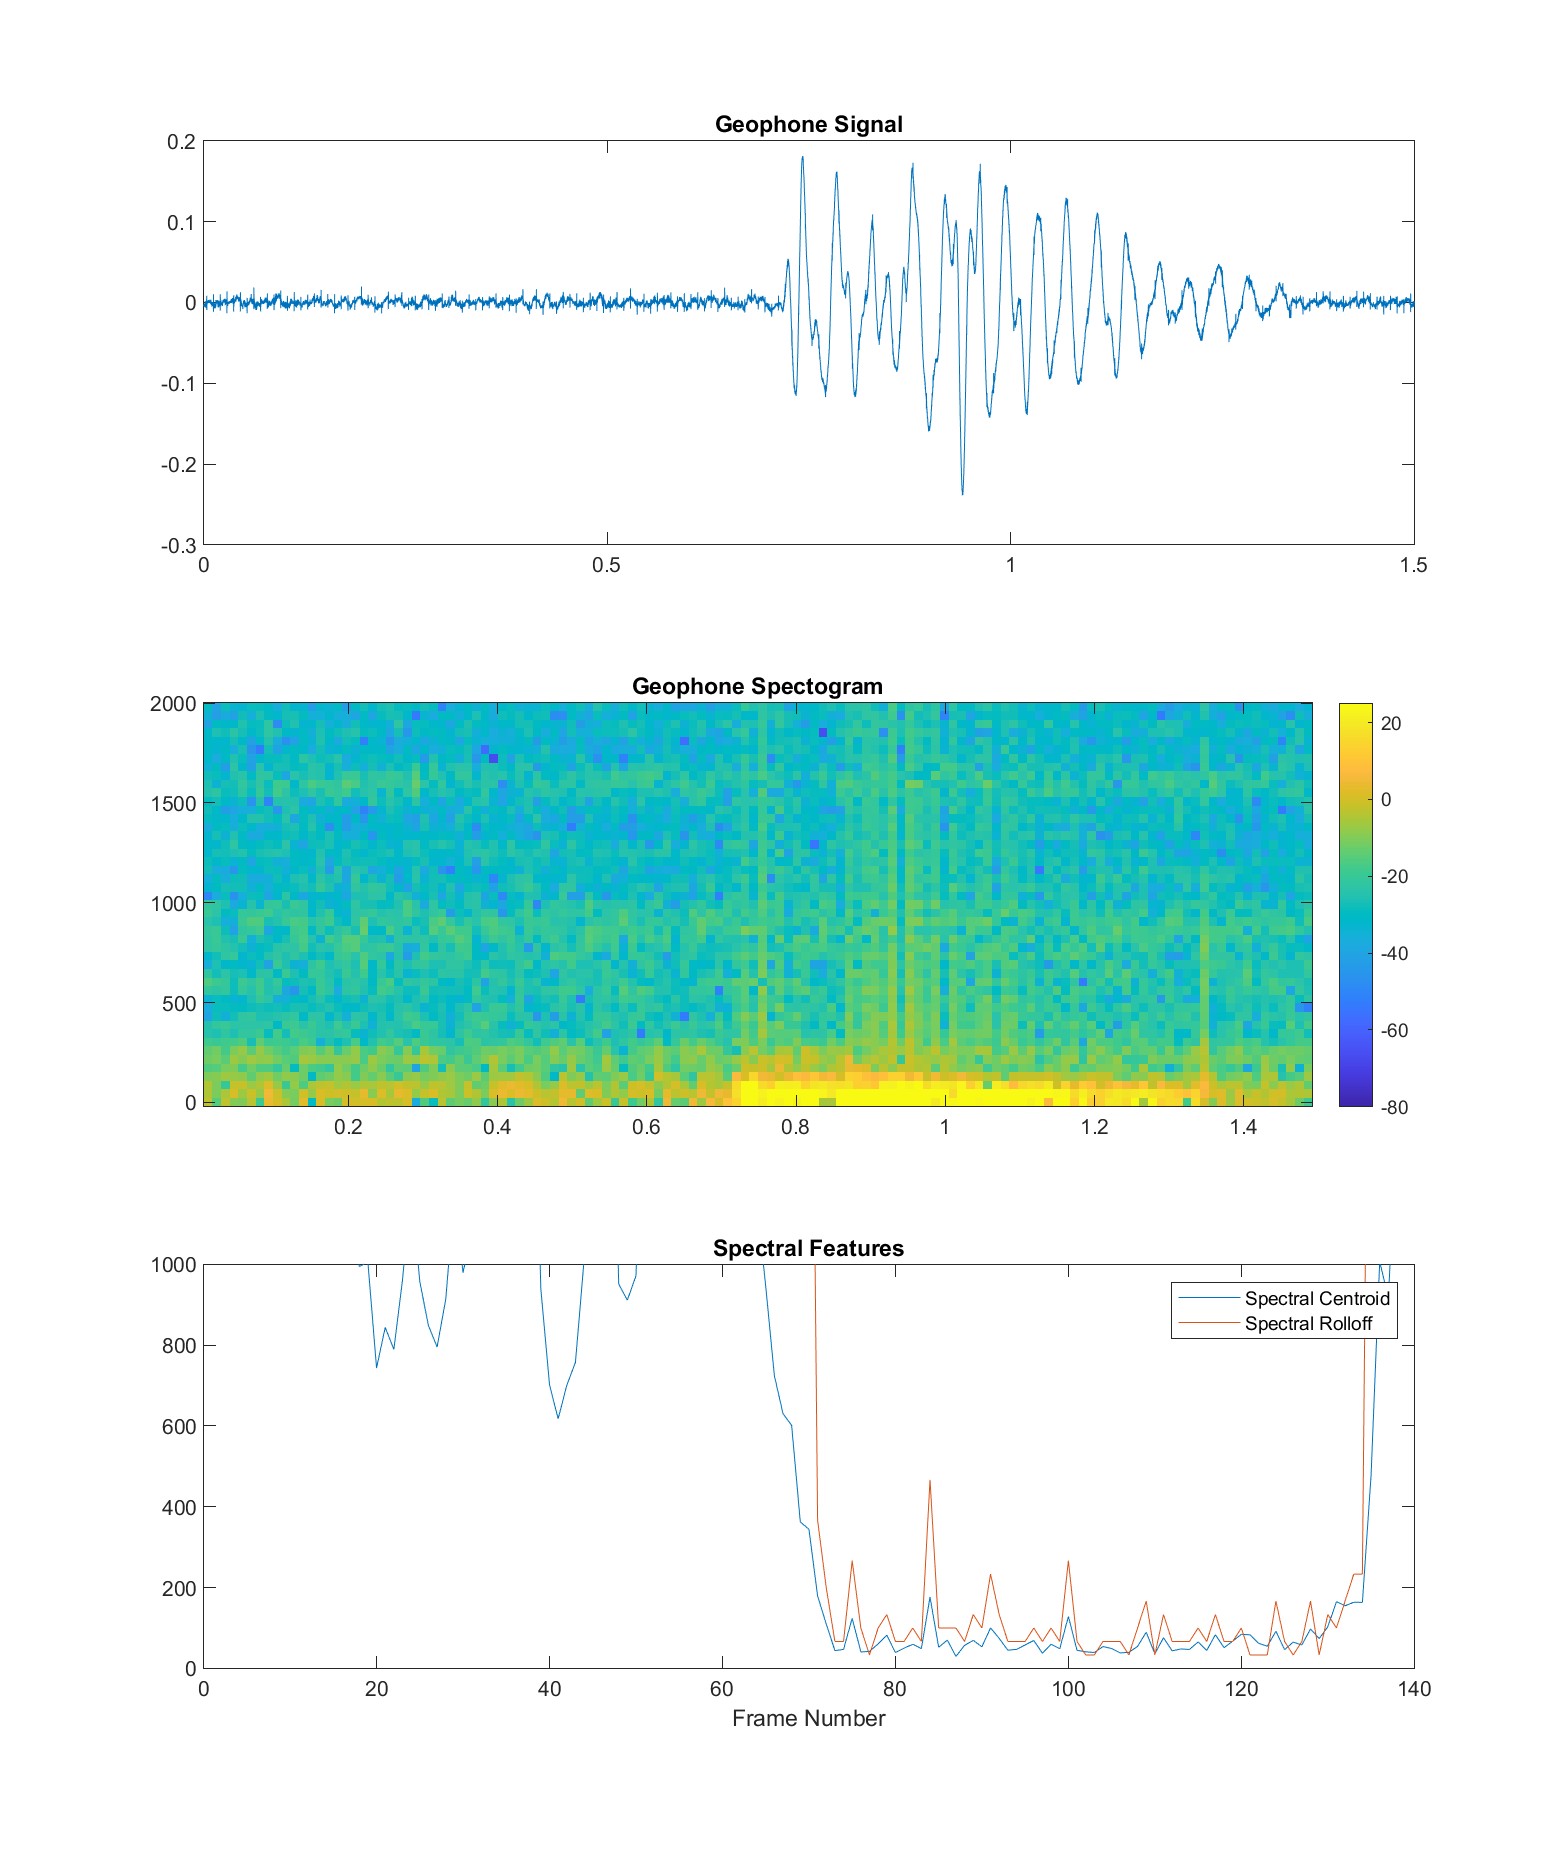 Geophone Signal
0.2
0.1
0
-0.1
-0.2
-0.3
0 0.5 1 1.5
Geophone Spectogram
2000
1500
1000
500
0
0.2 0.4 0.6 0.8 1 1.2 1.4
20
0
-20
-40
-60
-80
Spectral Features
1000
800
600
400
200
0
Spectral Centroid
Spectral Rolloff
0 20 40 60 80 100 120 140
Frame Number